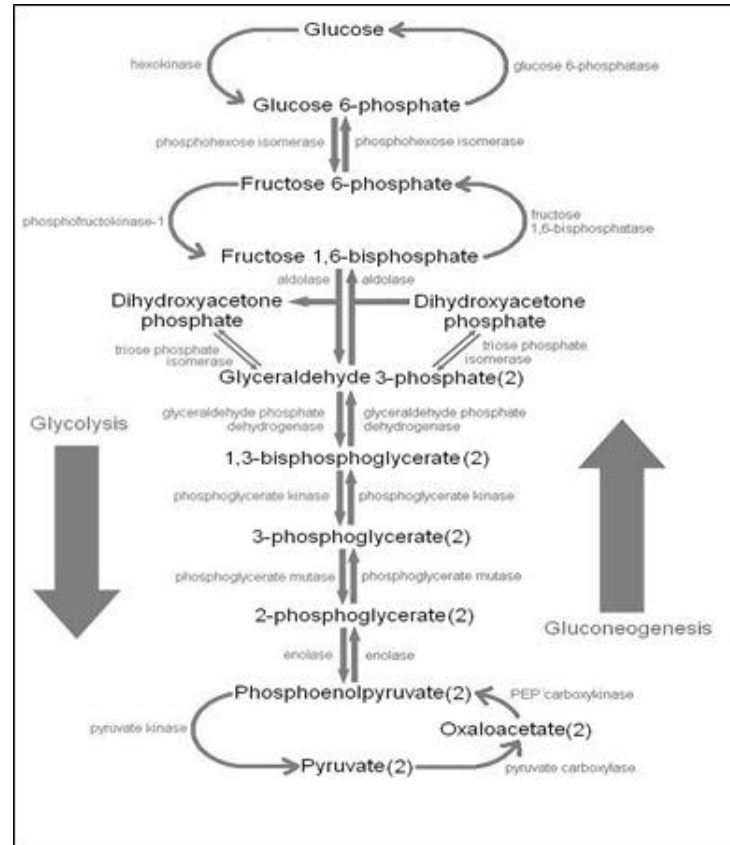 Glucose
hexokinase
glucose 6-phosphatase
Glucose 6-phosphate
phosphohexose isomerase
phosphohexose isomerase
Fructose 6-phosphate
phosphofructokinase-1
fructose
1,6-bisphosphatase
Fructose 1,6-bisphosphate
aldolase
aldolase
Dihydroxyacetone
phosphate
Dihydroxyacetone
phosphate
triose phosphate
isomerase
triose phosphate
isomerase
Glyceraldehyde 3-phosphate(2)
Glycolysis
glyceraldehyde phosphate
dehydrogenase
glyceraldehyde phosphate
dehydrogenase
1,3-bisphosphoglycerate(2)
phosphoglycerate kinase
phosphoglycerate kinase
3-phosphoglycerate(2)
phosphoglycerate mutase
phosphoglycerate mutase
2-phosphoglycerate(2)
Gluconeogenesis
enolase
enolase
Phosphoenolpyruvate(2)
PEP carboxykinase
pyruvate kinase
Oxaloacetate(2)
Pyruvate(2)
pyruvate carboxylase